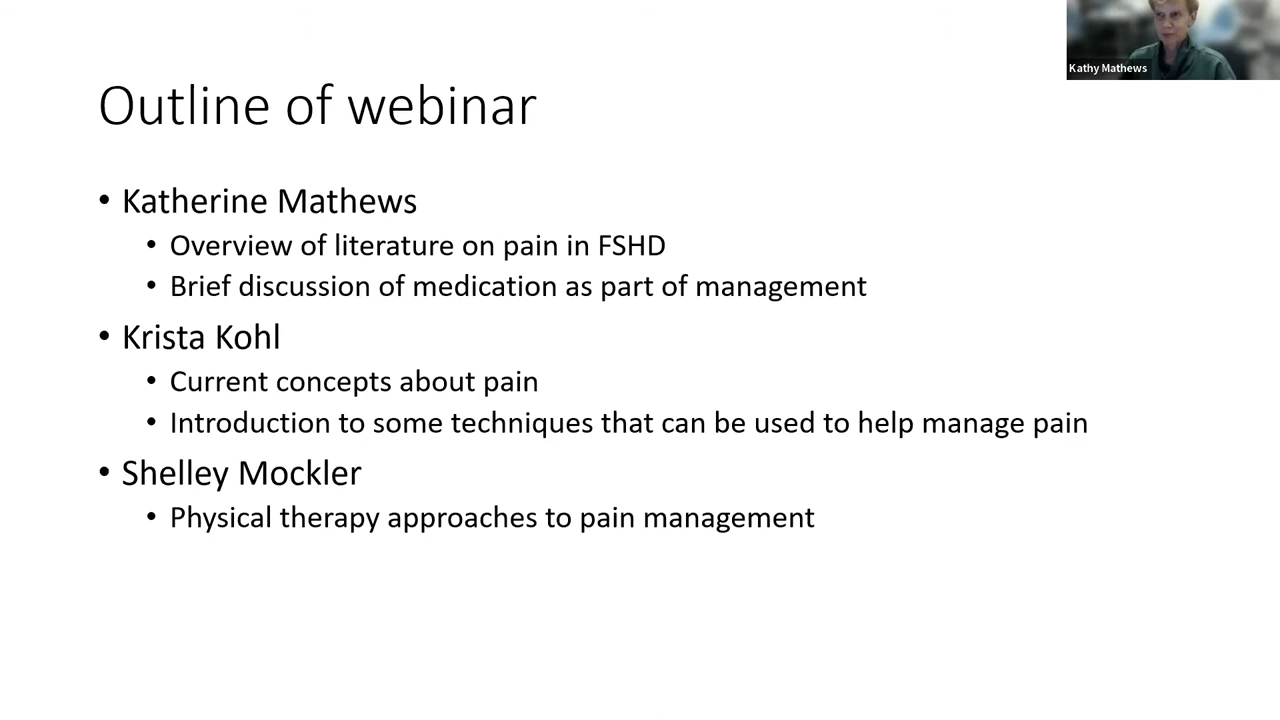 Kathy Mathews
Outline of webinar
• Katherine Mathews
• Overview of literature on pain in FSHD
• Brief discussion of medication as part of management
• Krista Kohl
• Current concepts about pain
• Introduction to some techniques that can be used to help manage pain
• Shelley Mockler
• Physical therapy approaches to pain management